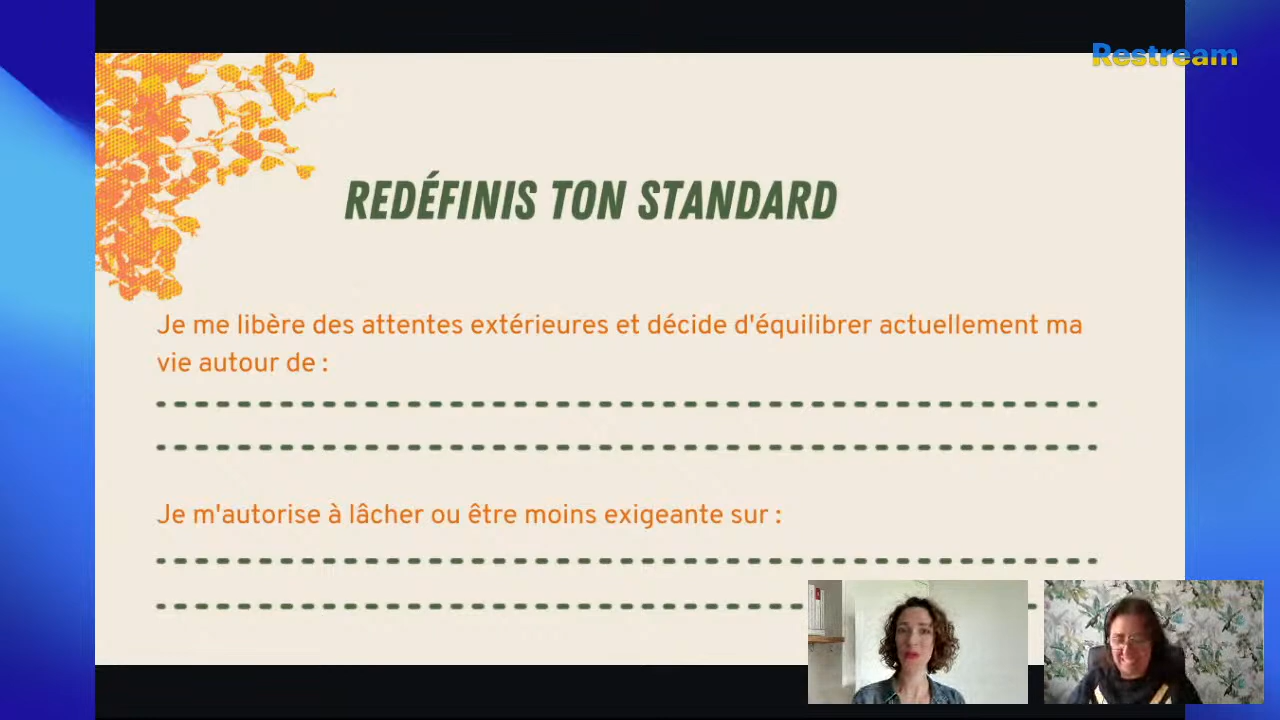 Restream
REDÉFINIS TON STANDARD
Je me libère des attentes extérieures et décide d'équilibrer actuellement ma
vie autour de :
Je m'autorise à lâcher ou être moins exigeante sur :